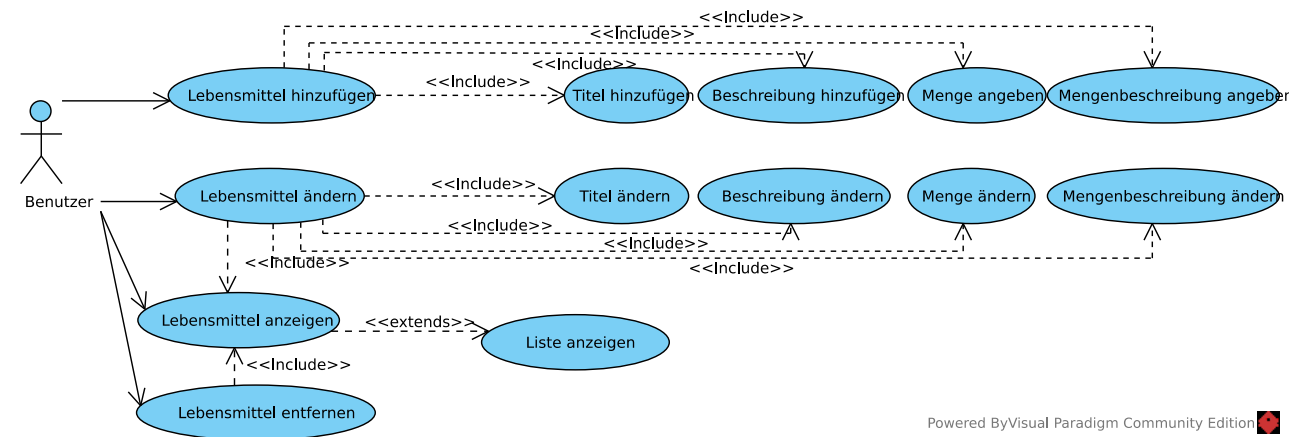 <<Include>>
<<Include>>
<<Include>>
<<Include>>
Lebensmittel hinzufügen
Titel hinzufügen
Beschreibung hinzufügen
Menge angeben
Mengenbeschreibung angeben
Benutzer
Lebensmittel ändern
<<Include>>
Titel ändern
Beschreibung ändern
Menge ändern
Mengenbeschreibung ändern
<<Include>>
<<Include>>
<<Include>>
<<Include>>
Lebensmittel anzeigen
<<extends>>
Liste anzeigen
<<Include>>
Lebensmittel entfernen
Powered ByVisual Paradigm Community Edition